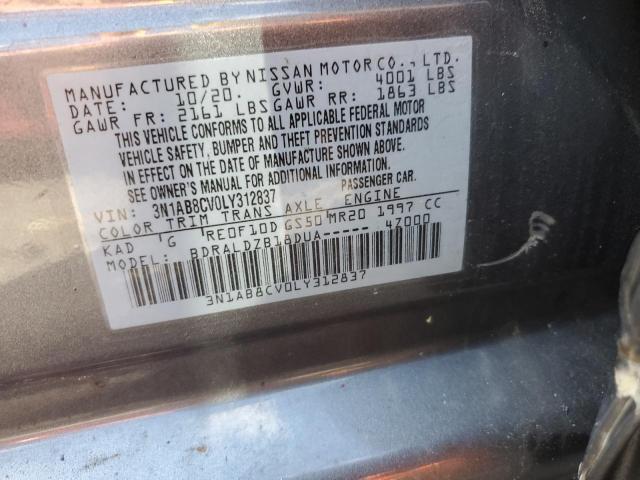 MANUFACTURED BY NISSAN MOTOR CO., LTD.
DATE: 10/20. GVWR: 4001 LBS
GAWR FR: 2161 LBS GAWR RR: 1863 LBS
THIS VEHICLE CONFORMS TO ALL APPLICABLE FEDERAL MOTOR
VEHICLE SAFETY, BUMPER AND THEFT PREVENTION STANDARDS
IN EFFECT ON THE DATE OF MANUFACTURE SHOWN ABOVE.
SEE OWNER'S MANUAL FOR ADDITIONAL INFORMATION.
VIN: 3N1AB8CV0LY312837 PASSENGER CAR.
COLOR TRIM TRANS AXLE ENGINE
KAD G RE0F10D GS50 MR20 1997 CC
MODEL: BDRALDZB18DUA----- 47000
3N1AB8CV0LY312837